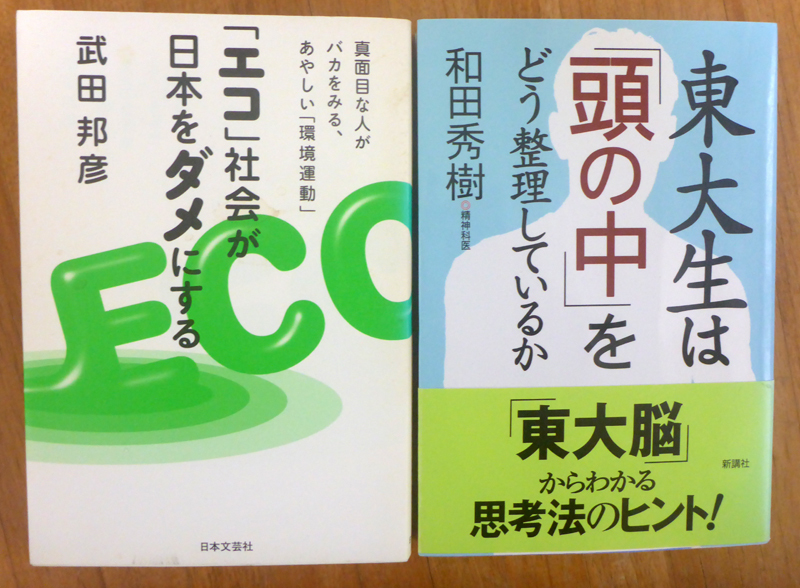 真面目な人が
バカをみる、
あやしい「環境運動」
「エコ」社会が
日本をダメにする
武田邦彦
ECO
日本文芸社
東大生は
「頭の中」を
どう整理しているか
和田秀樹
精神科医
「東大脳」
からわかる
思考法のヒント!
新講社